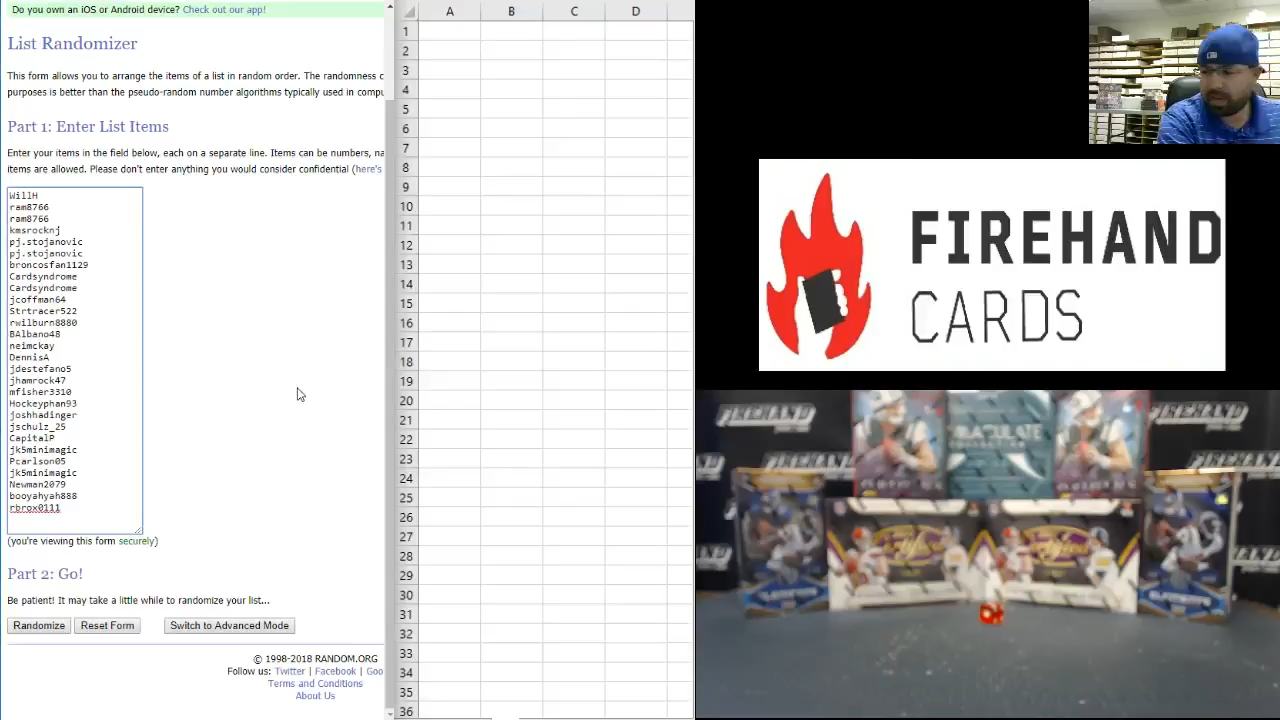 Do you own an iOS or Android device? Check out our app!
List Randomizer
This form allows you to arrange the items of a list in random order. The randomness c
purposes is better than the pseudo-random number algorithms typically used in compu
Part 1: Enter List Items
Enter your items in the field below, each on a separate line. Items can be numbers, na
items are allowed. Please don't enter anything you would consider confidential (here's
WillH
ram8766
ram8766
kmsrocknj
pj.stojanovic
pj.stojanovic
broncosfan1129
Cardsyndrome
Cardsyndrome
jcoffman64
Strtracer522
rwilburn8880
BAlbano48
neimckay
DennisA
jdestefano5
jhamrock47
mfisher3310
Hockeyphan93
joshhadinger
jschulz_25
CapitalP
jk5minimagic
Pcarlson05
jk5minimagic
Newman2079
booyahyah888
rbrox0111
(you're viewing this form securely)
Part 2: Go!
Be patient! It may take a little while to randomize your list...
Randomize Reset Form Switch to Advanced Mode
© 1998-2018 RANDOM.ORG
Follow us: Twitter | Facebook | Goo
Terms and Conditions
About Us
A B C D
1
2
3
4
5
6
7
8
9
10
11
12
13
14
15
16
17
18
19
20
21
22
23
24
25
26
27
28
29
30
31
32
33
34
35
36
FIREHAND
CARDS
IMMACULATE
COLLECTION